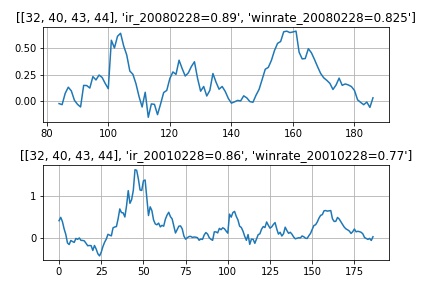 [[32, 40, 43, 44], 'ir_20080228=0.89', 'winrate_20080228=0.825']
0.50
0.25
0.00
80 100 120 140 160 180
[[32, 40, 43, 44], 'ir_20010228=0.86', 'winrate_20010228=0.77']
1
0
0 25 50 75 100 125 150 175